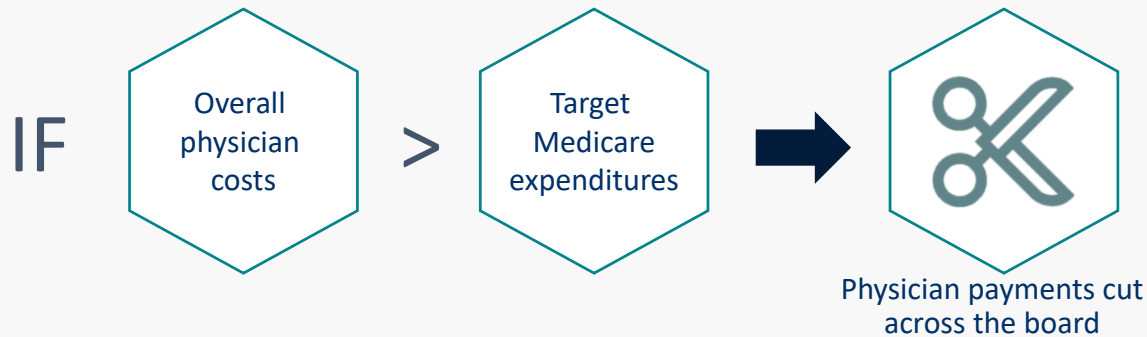 IF
Overall
physician
costs
>
Target
Medicare
expenditures
Physician payments cut
across the board